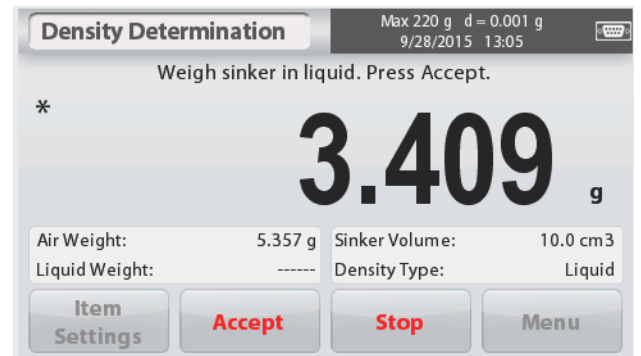 Density Determination
Max 220 g d = 0.001 g
9/28/2015 13:05
Weigh sinker in liquid. Press Accept.
*
3.409 g
Air Weight: 5.357 g Sinker Volume: 10.0 cm3
Liquid Weight: ------ Density Type: Liquid
Item
Settings
Accept
Stop
Menu